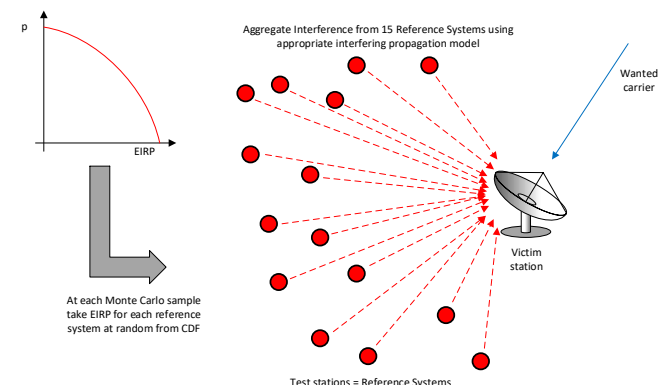 Aggregate Interference from 15 Reference Systems using
appropriate interfering propagation model
p
EIRP
Wanted
carrier
Victim
station
At each Monte Carlo sample
take EIRP for each reference
system at random from CDF
Test stations = Reference Systems